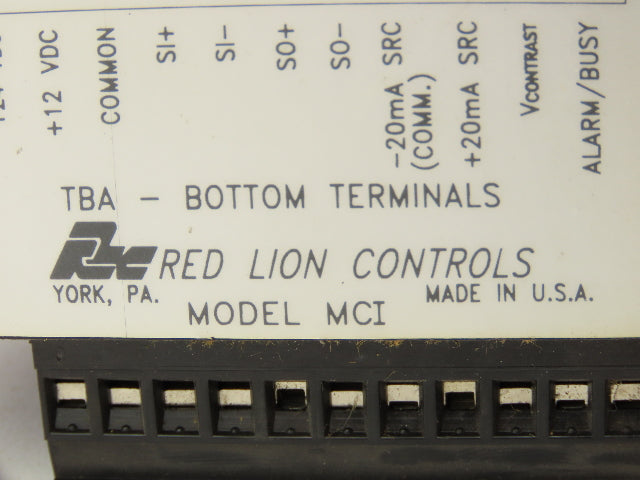 +12 VDC
COMMON
SI+
SI-
SO+
SO-
-20mA SRC
(COMM.)
+20mA SRC
VCONTRAST
ALARM/BUSY
TBA - BOTTOM TERMINALS
RLC RED LION CONTROLS
YORK, PA.
MADE IN U.S.A.
MODEL MCI